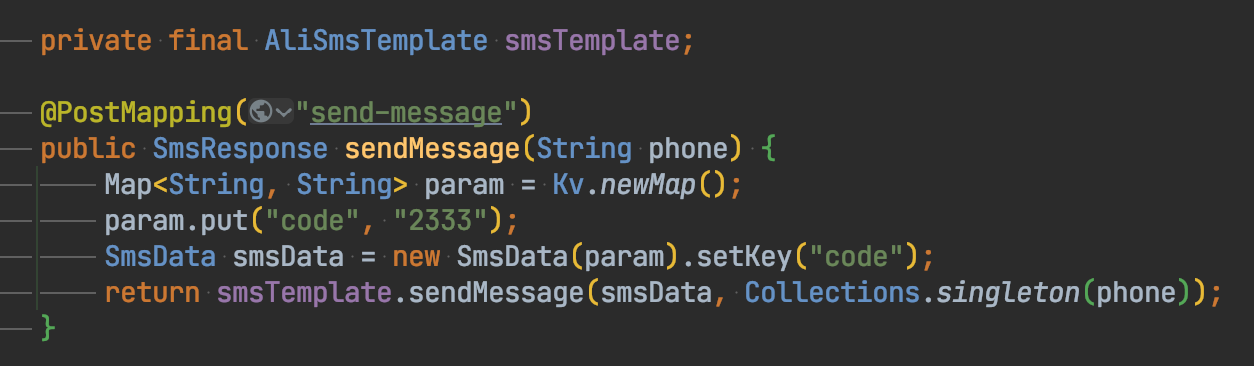 private final AliSmsTemplate smsTemplate;
@PostMapping("send-message")
public SmsResponse sendMessage(String phone) {
Map<String, String> param = Kv.newMap();
param.put("code", "2333");
SmsData smsData = new SmsData(param).setKey("code");
return smsTemplate.sendMessage(smsData, Collections.singleton(phone));
}